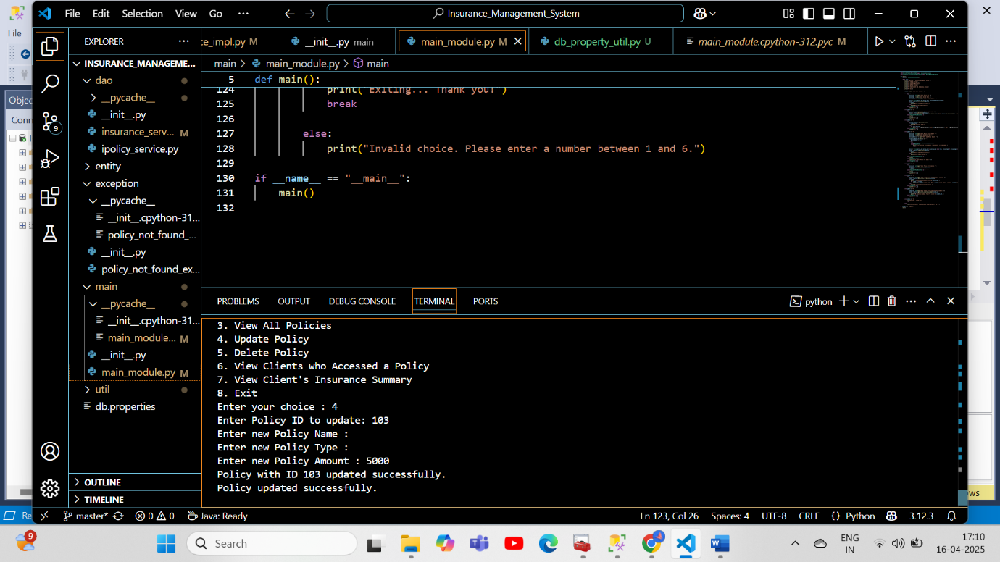 File Edit Selection View Go ···
Insurance_Management_System
File
EXPLORER ···
te_impl.py M
__init__.py main
main_module.py M
db_property_util.py U
main_module.cpython-312.pyc M
INSURANCE_MANAGEME...
main > main_module.py > main
dao
__pycache__
__init__.py
insurance_serv... M
ipolicy_service.py
entity
exception
__pycache__
__init__.cpython-31...
policy_not_found_...
__init__.py
policy_not_found_ex...
main
__pycache__
__init__.cpython-31...
main_module... M
__init__.py
main_module.py M
util
db.properties
OUTLINE
TIMELINE
9
5 def main():
124 print("Exiting... Thank you!")
125 break
126
127 else:
128 print("Invalid choice. Please enter a number between 1 and 6.")
129
130 if __name__ == "__main__":
131 main()
132
PROBLEMS OUTPUT DEBUG CONSOLE TERMINAL PORTS
python
3. View All Policies
4. Update Policy
5. Delete Policy
6. View Clients who Accessed a Policy
7. View Client's Insurance Summary
8. Exit
Enter your choice : 4
Enter Policy ID to update: 103
Enter new Policy Name :
Enter new Policy Type :
Enter new Policy Amount : 5000
Policy with ID 103 updated successfully.
Policy updated successfully.
Objec
Conn
Re
ws
master* 0 0 Java: Ready
Ln 123, Col 26 Spaces: 4 UTF-8 CRLF {} Python 3.12.3
9
Search
ENG
IN
17:10
16-04-2025